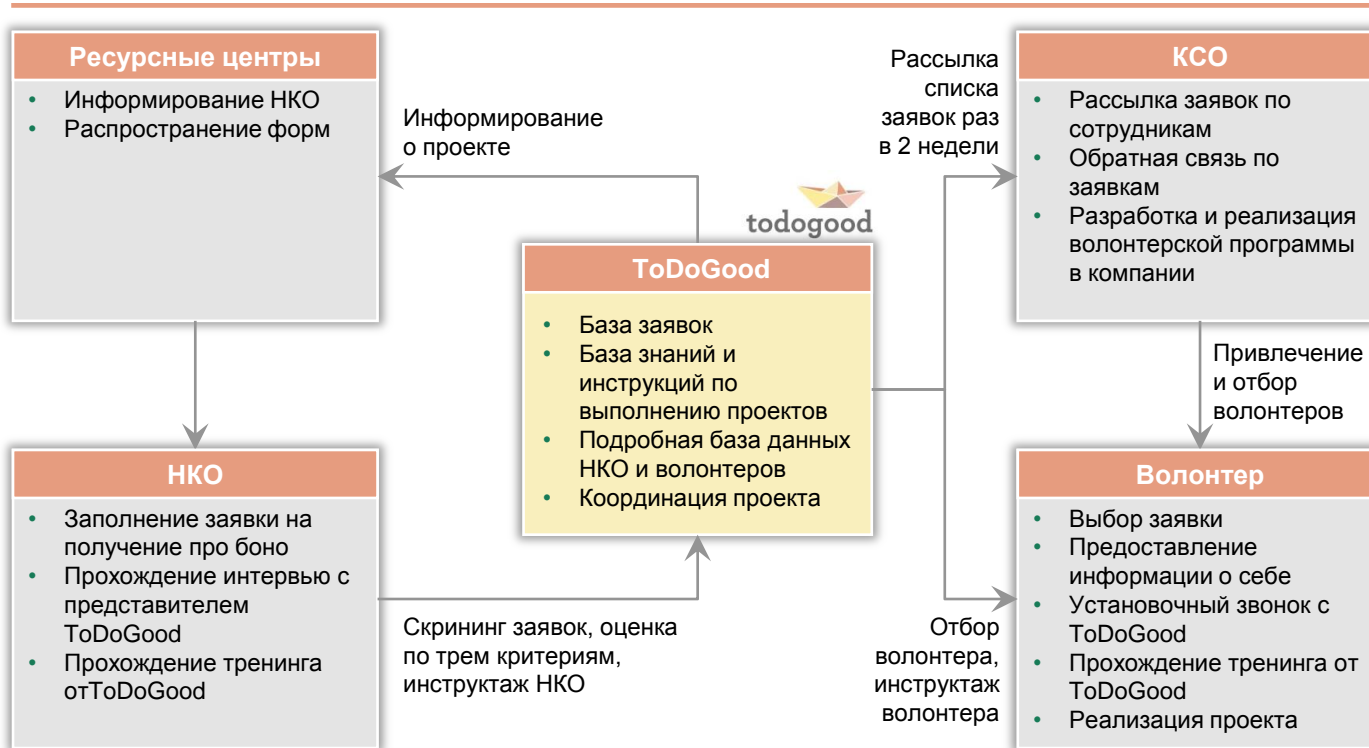 Ресурсные центры
• Информирование НКО
• Распространение форм
Информирование
о проекте
Рассылка
списка
заявок раз
в 2 недели
КСО
• Рассылка заявок по
сотрудникам
• Обратная связь по
заявкам
• Разработка и реализация
волонтерской программы
в компании
todogood
ToDoGood
• База заявок
• База знаний и
инструкций по
выполнению проектов
• Подробная база данных
НКО и волонтеров
• Координация проекта
Привлечение
и отбор
волонтеров
НКО
• Заполнение заявки на
получение про боно
• Прохождение интервью с
представителем
ToDoGood
• Прохождение тренинга
отToDoGood
Скрининг заявок, оценка
по трем критериям,
инструктаж НКО
Отбор
волонтера,
инструктаж
волонтера
Волонтер
• Выбор заявки
• Предоставление
информации о себе
• Установочный звонок с
ToDoGood
• Прохождение тренинга от
ToDoGood
• Реализация проекта